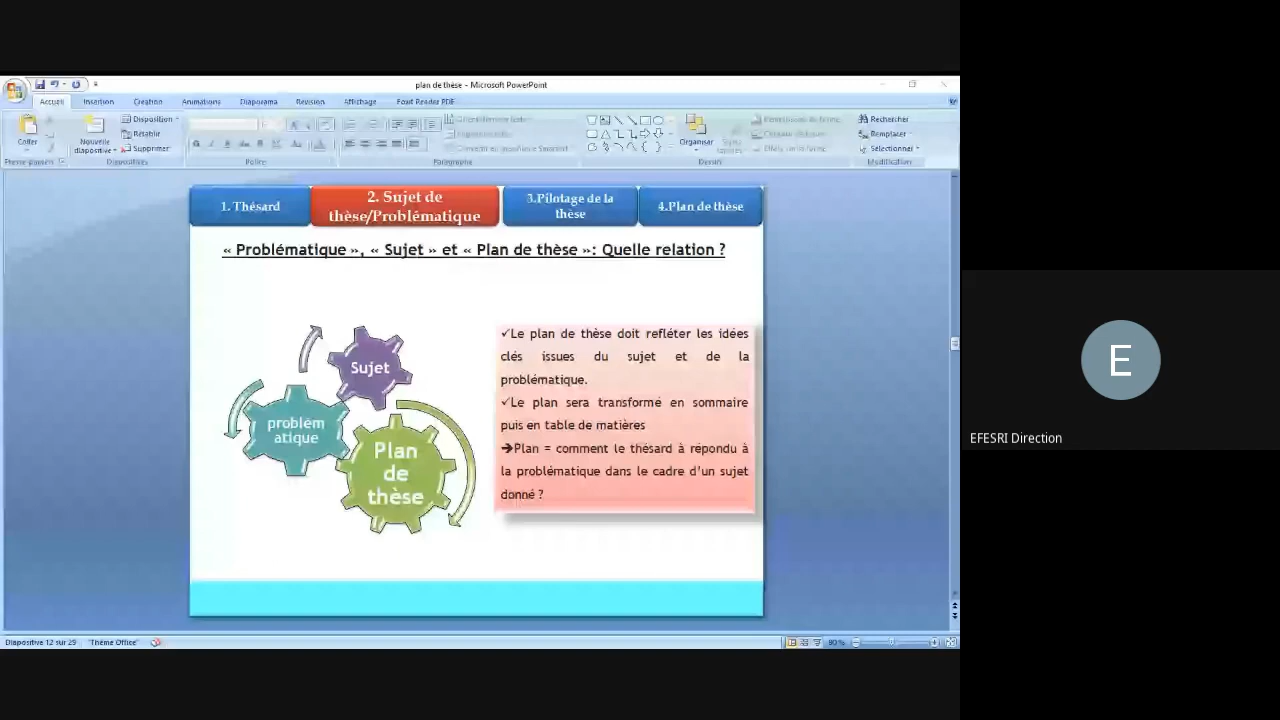 plan de thèse - Microsoft PowerPoint
Accueil Insertion Création Animations Diaporama Révision Affichage Foxit Reader PDF
Coller
Nouvelle diapositive
Disposition
Rétablir
Supprimer
Organiser
Rechercher
Remplacer
Sélectionner
Diapositives Police Paragraphe Dessin Modification
1. Thésard
2. Sujet de
thèse/Problématique
3.Pilotage de la
thèse
4.Plan de thèse
« Problématique », « Sujet » et « Plan de thèse »: Quelle relation ?
Sujet
problém
atique
Plan
de
thèse
✓Le plan de thèse doit refléter les idées
clés issues du sujet et de la
problématique.
✓Le plan sera transformé en sommaire
puis en table de matières
➔Plan = comment le thésard à répondu à
la problématique dans le cadre d'un sujet
donné ?
E
EFESRI Direction
Diapositive 12 sur 29 "Thème Office"
80%